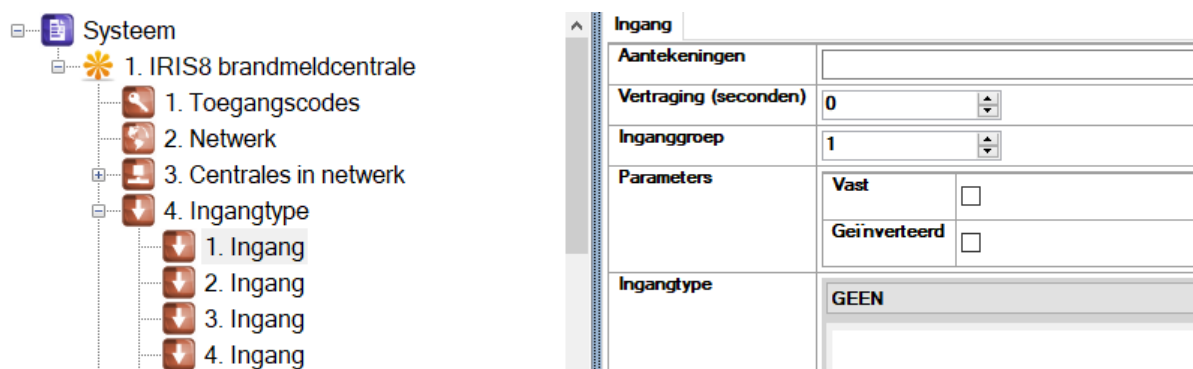 Systeem
1. IRIS8 brandmeldcentrale
1. Toegangscodes
2. Netwerk
3. Centrales in netwerk
4. Ingangtype
1. Ingang
2. Ingang
3. Ingang
4. Ingang
Ingang
Aantekeningen
Vertraging (seconden) 0
Inganggroep 1
Parameters Vast
Geïnverteerd
Ingangtype GEEN